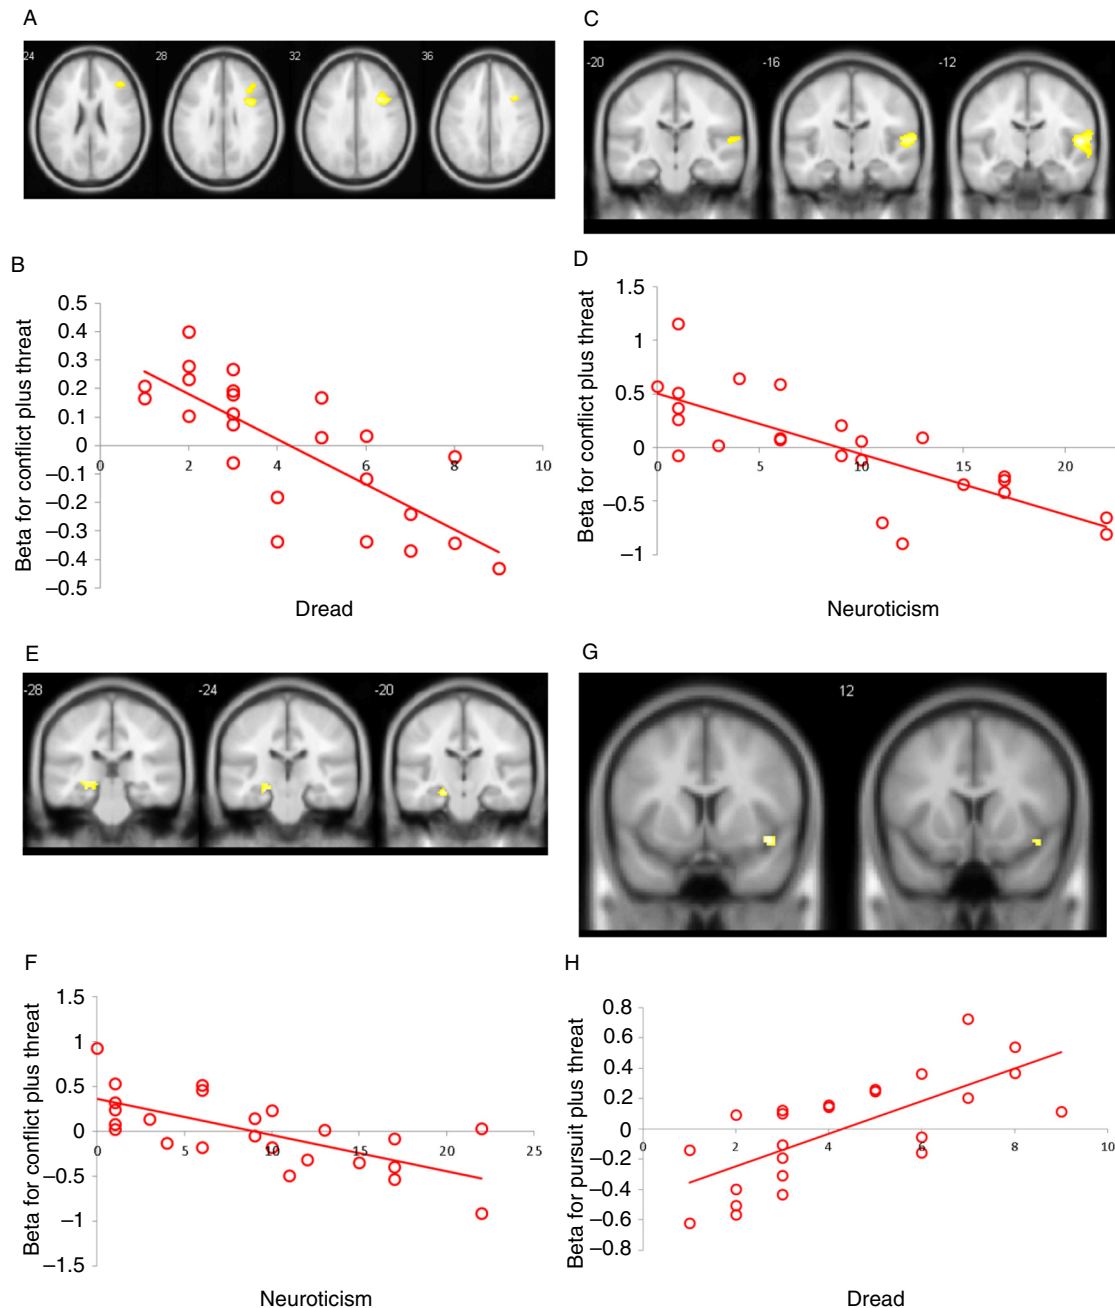 A
24 28 32 36
C
-20 -16 -12
B
Beta for conflict plus threat
0.5
0.4
0.3
0.2
0.1
0
–0.1
–0.2
–0.3
–0.4
–0.5
0 2 4 6 8 10
Dread
D
Beta for conflict plus threat
1.5
1
0.5
0
–0.5
–1
0 5 10 15 20
Neuroticism
E
-28 -24 -20
G
12
F
Beta for conflict plus threat
1.5
1
0.5
0
–0.5
–1
–1.5
0 5 10 15 20 25
Neuroticism
H
Beta for pursuit plus threat
0.8
0.6
0.4
0.2
0
–0.2
–0.4
–0.6
–0.8
0 2 4 6 8 10
Dread